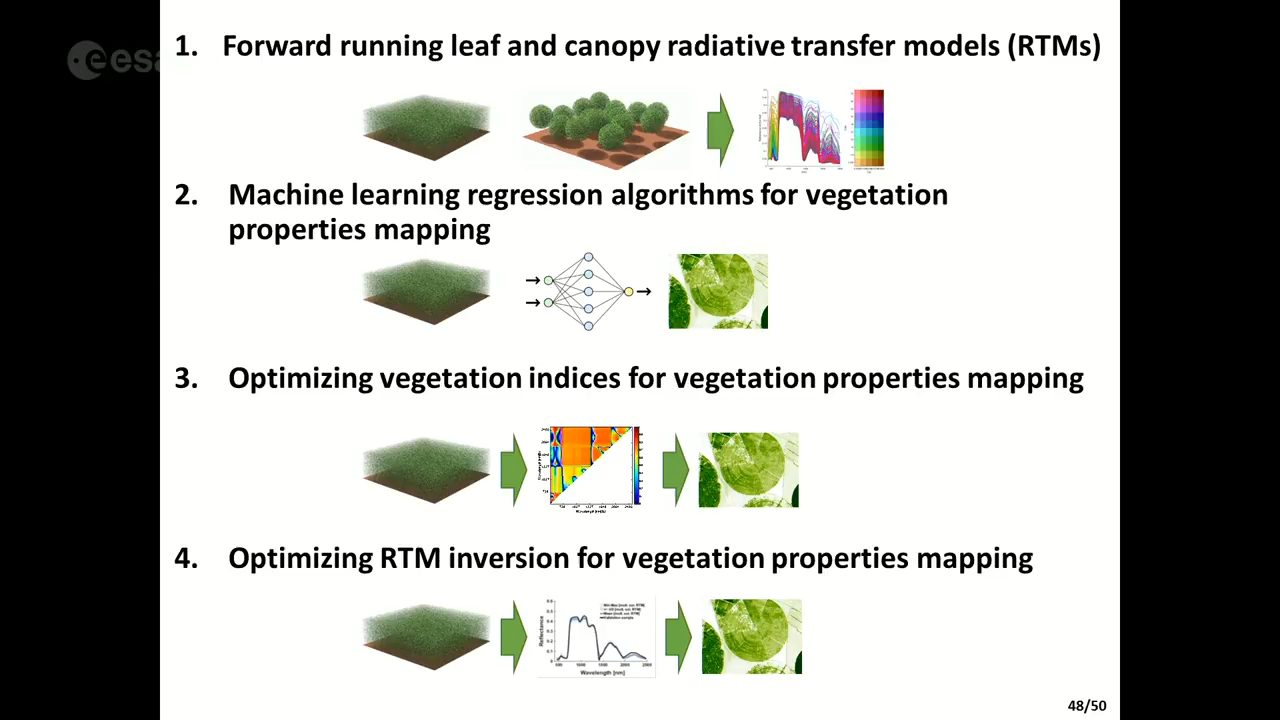 esa
1. Forward running leaf and canopy radiative transfer models (RTMs)
2. Machine learning regression algorithms for vegetation
properties mapping
3. Optimizing vegetation indices for vegetation properties mapping
4. Optimizing RTM inversion for vegetation properties mapping
Reflectance
Wavelength [nm]
48/50